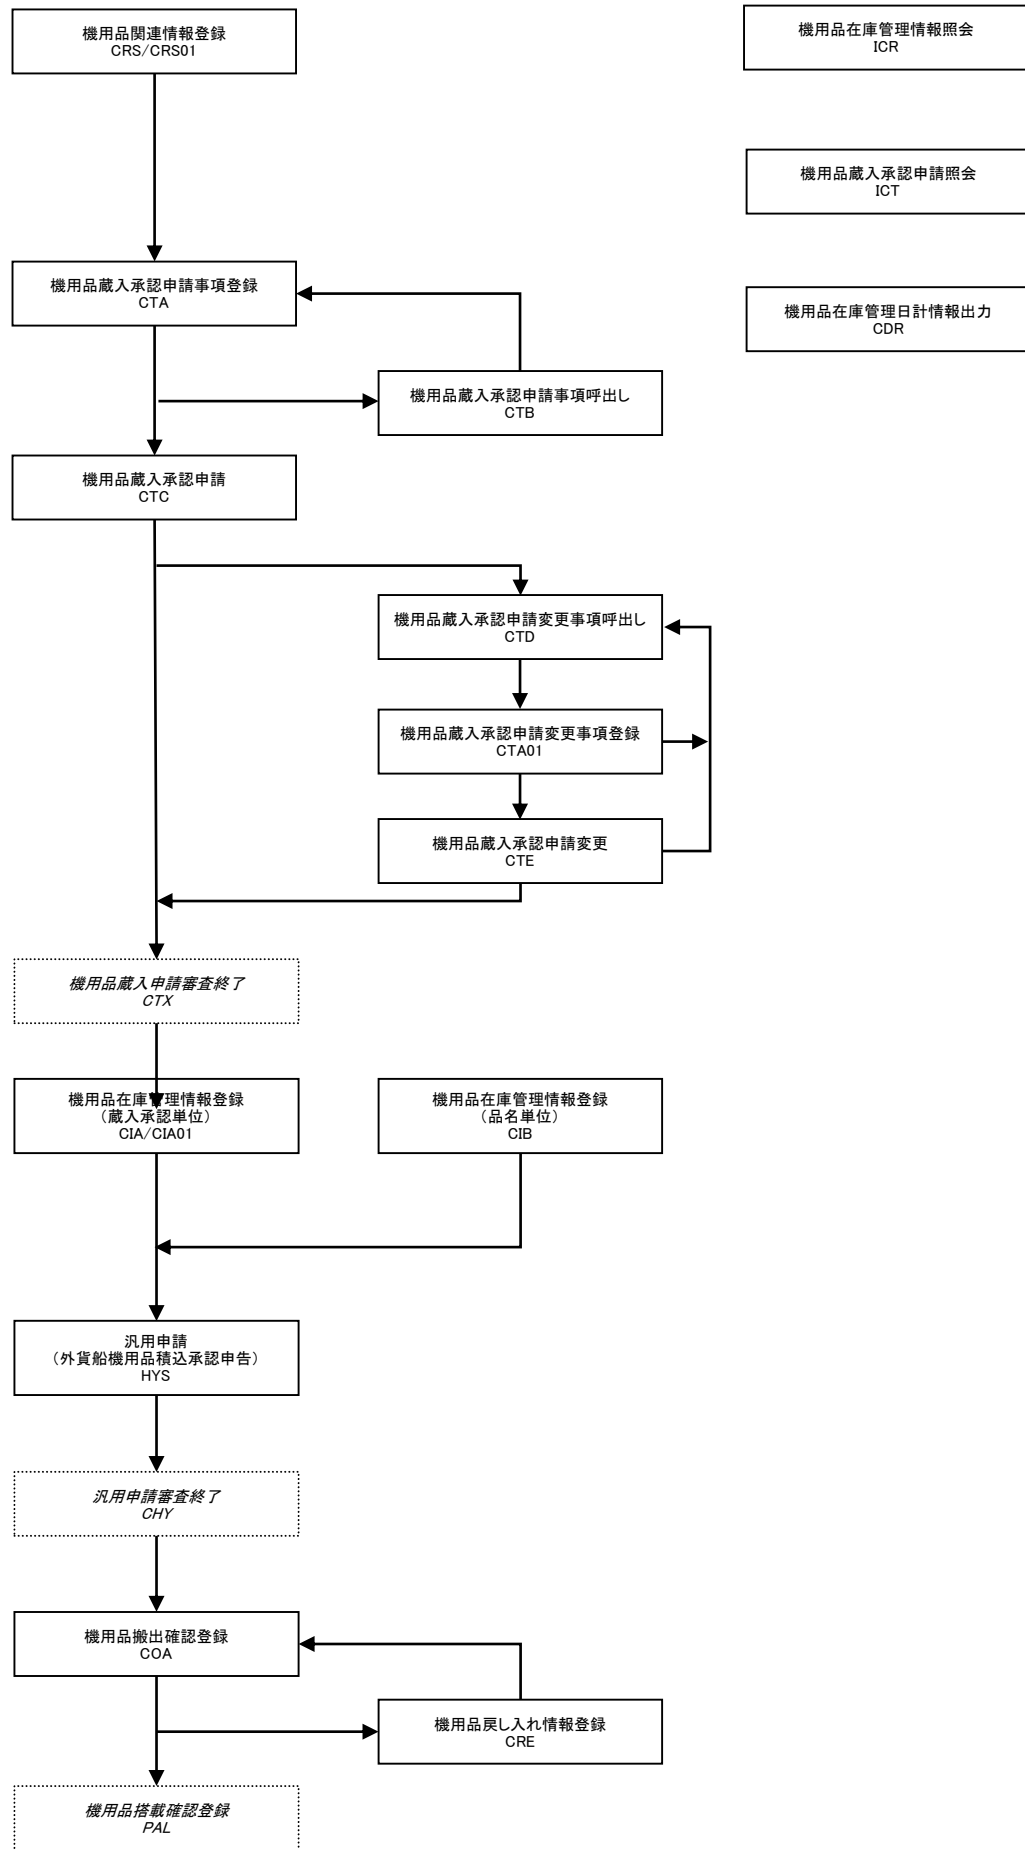 機用品関連情報登録
CRS/CRS01
機用品在庫管理情報照会
ICR
機用品蔵入承認申請照会
ICT
機用品蔵入承認申請事項登録
CTA
機用品在庫管理日計情報出力
CDR
機用品蔵入承認申請事項呼出し
CTB
機用品蔵入承認申請
CTC
機用品蔵入承認申請変更事項呼出し
CTD
機用品蔵入承認申請変更事項登録
CTA01
機用品蔵入承認申請変更
CTE
機用品蔵入申請審査終了
CTX
機用品在庫管理情報登録
（蔵入承認単位）
CIA/CIA01
機用品在庫管理情報登録
（品名単位）
CIB
汎用申請
（外貨船機用品積込承認申告）
HYS
汎用申請審査終了
CHY
機用品搬出確認登録
COA
機用品戻し入れ情報登録
CRE
機用品搭載確認登録
PAL